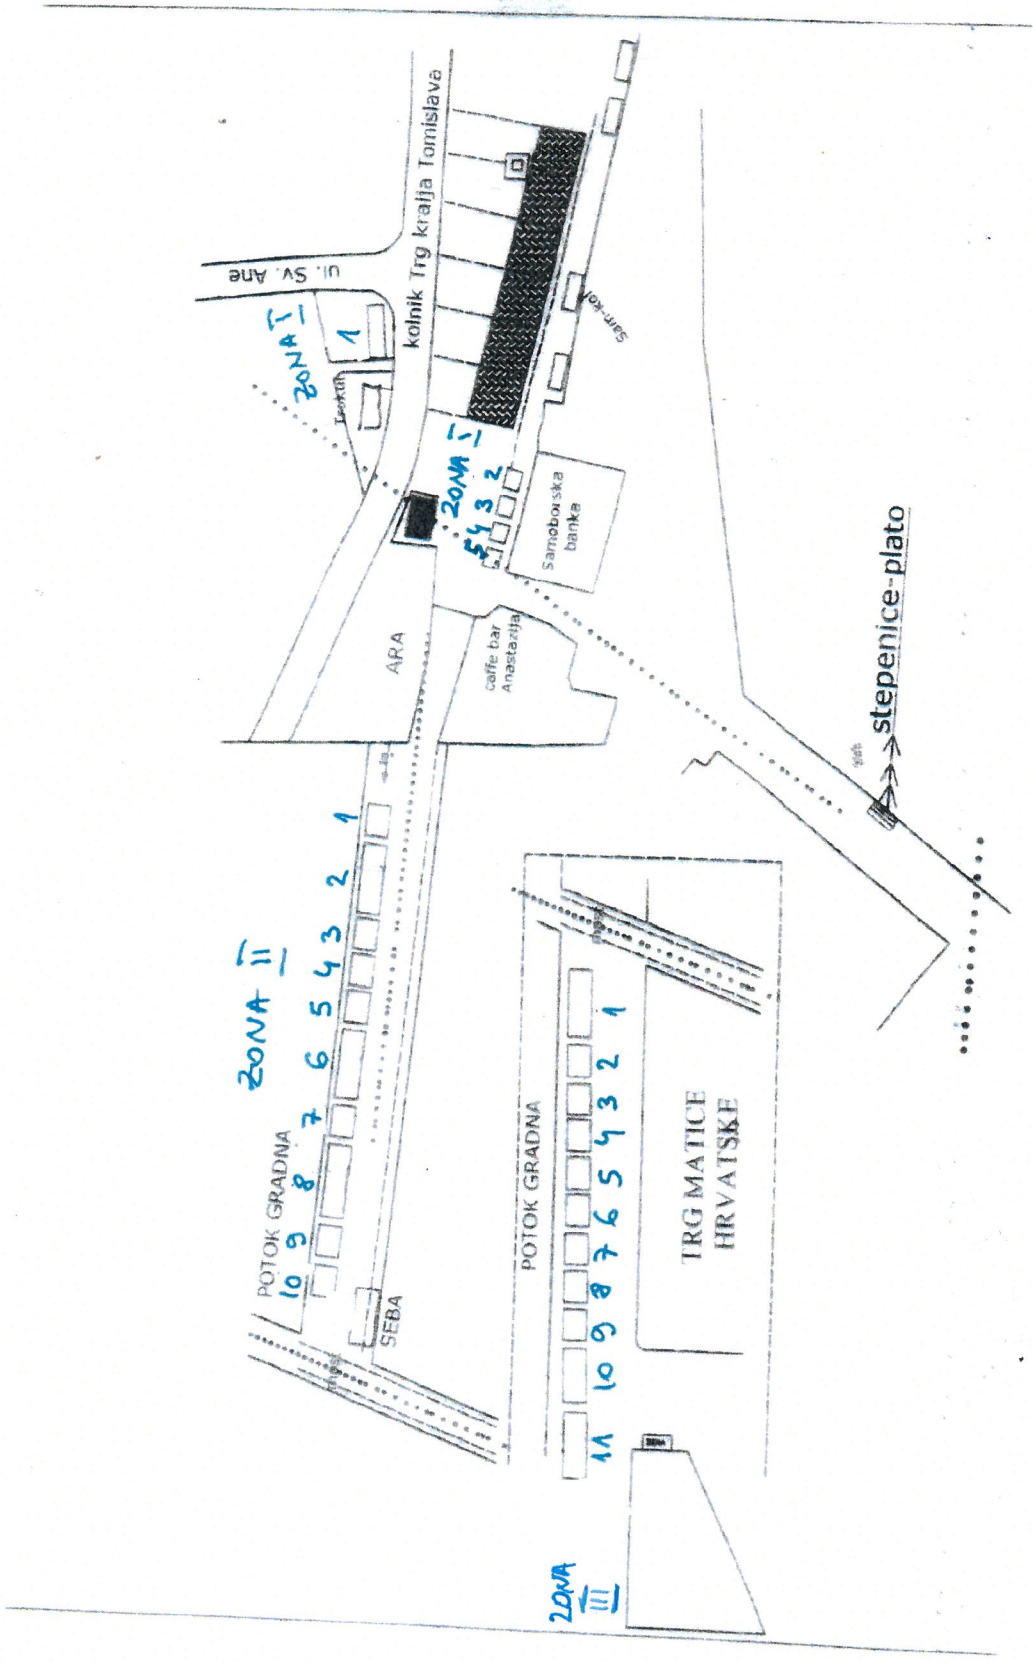 ul. Sv. Ane
kolnik Trg kralja Tomislava
ZONA I
1
ZONA I
5 4 3 2
Samoborska
banka
ARA
caffe bar
Anastazija
stepenice-plato
ZONA II
POTOK GRADNA
10 9 8 7 6 5 4 3 2 1
most
SEBA
POTOK GRADNA
most
11 10 9 8 7 6 5 4 3 2 1
TRG MATICE
HRVATSKE
ZONA
III